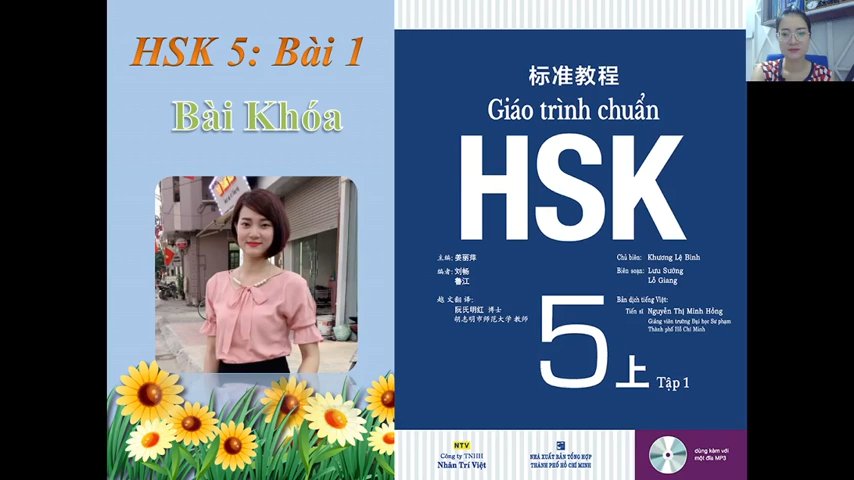 HSK 5: Bài 1
Bài Khóa
标准教程
Giáo trình chuẩn
HSK
主编: 姜丽萍
编者: 刘畅
鲁江
越文翻译:
阮氏明红 博士
胡志明市师范大学 教师
Chủ biên: Khương Lệ Bình
Biên soạn: Lưu Sướng
Lỗ Giang
Bản dịch tiếng Việt:
Tiến sĩ Nguyễn Thị Minh Hồng
Giảng viên trường Đại học Sư phạm
Thành phố Hồ Chí Minh
5上 Tập 1
NTV
Công ty TNHH
Nhân Trí Việt
NHÀ XUẤT BẢN TỔNG HỢP
THÀNH PHỐ HỒ CHÍ MINH
dùng kèm với
một đĩa MP3